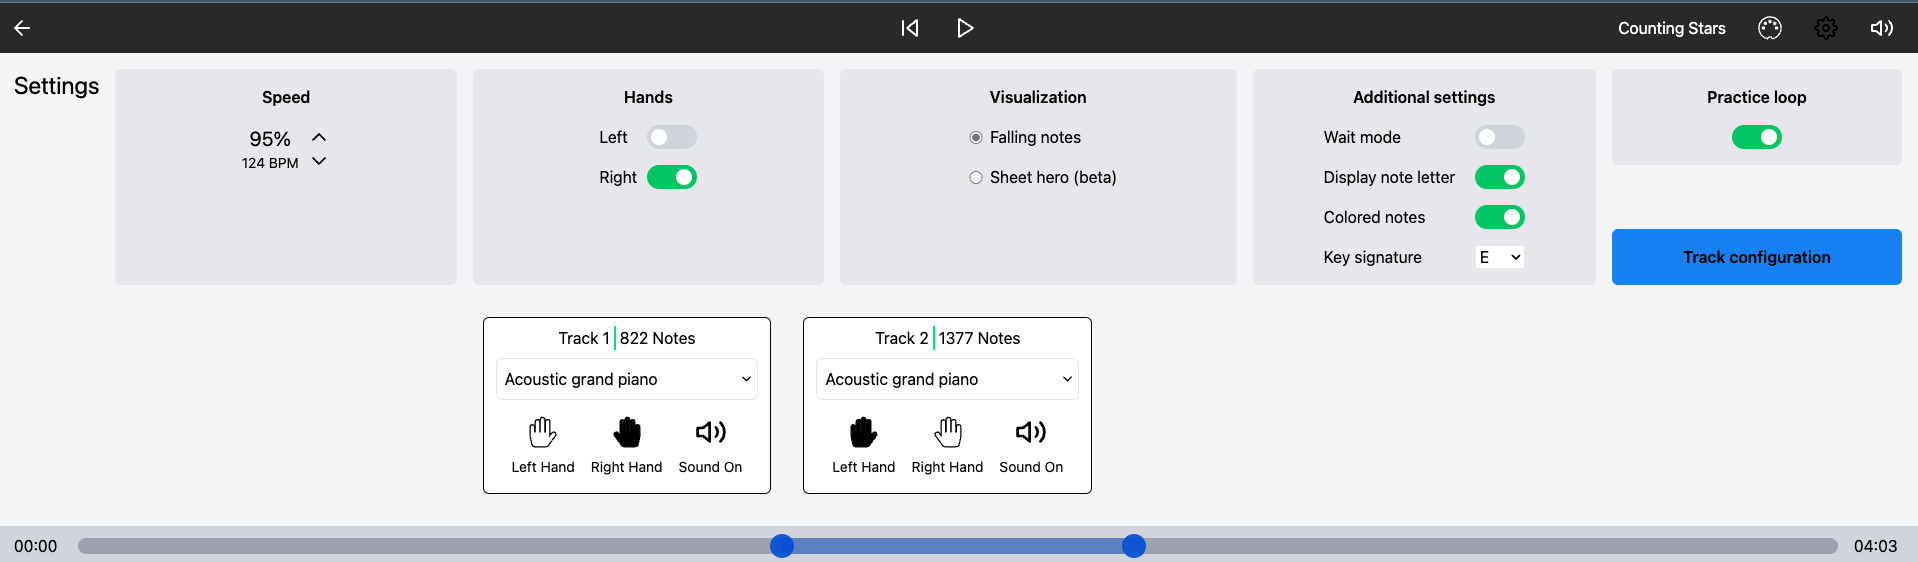 Counting Stars
Settings
Speed
95%
124 BPM
Hands
Left
Right
Visualization
Falling notes
Sheet hero (beta)
Additional settings
Wait mode
Display note letter
Colored notes
Key signature E
Practice loop
Track configuration
Track 1 822 Notes
Acoustic grand piano
Left Hand Right Hand Sound On
Track 2 1377 Notes
Acoustic grand piano
Left Hand Right Hand Sound On
00:00 04:03